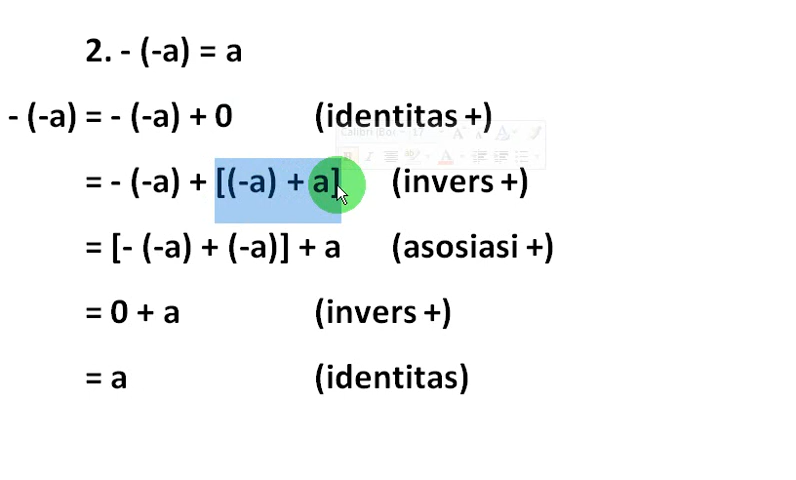 2. - (-a) = a
- (-a) = - (-a) + 0 (identitas +)
= - (-a) + [(-a) + a] (invers +)
= [- (-a) + (-a)] + a (asosiasi +)
= 0 + a (invers +)
= a (identitas)